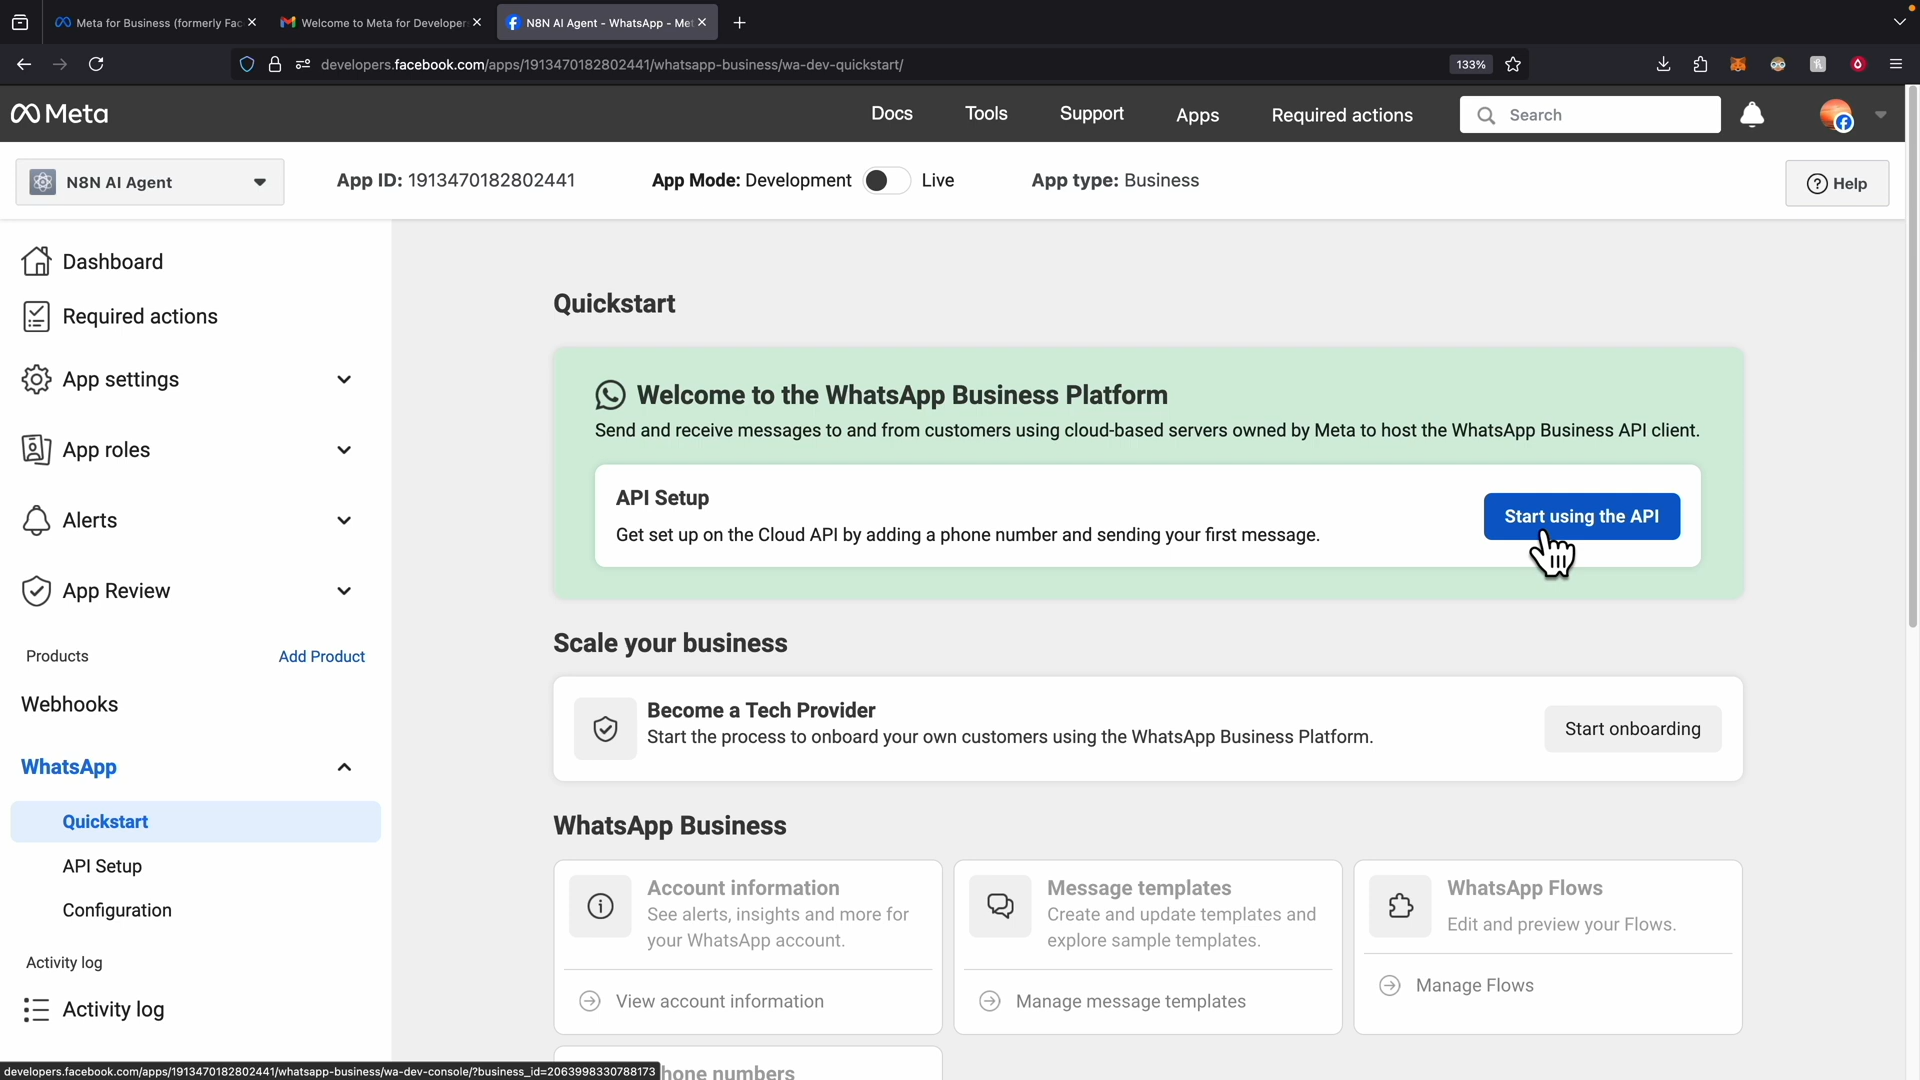 Meta for Business (formerly Fac
Welcome to Meta for Developer
N8N AI Agent - WhatsApp - Met
developers.facebook.com/apps/1913470182802441/whatsapp-business/wa-dev-quickstart/
133%
Meta
Docs
Tools
Support
Apps
Required actions
Search
N8N AI Agent
App ID: 1913470182802441
App Mode: Development
Live
App type: Business
Help
Dashboard
Required actions
App settings
App roles
Alerts
App Review
Products
Add Product
Webhooks
WhatsApp
Quickstart
API Setup
Configuration
Activity log
Activity log
Quickstart
Welcome to the WhatsApp Business Platform
Send and receive messages to and from customers using cloud-based servers owned by Meta to host the WhatsApp Business API client.
API Setup
Get set up on the Cloud API by adding a phone number and sending your first message.
Start using the API
Scale your business
Become a Tech Provider
Start the process to onboard your own customers using the WhatsApp Business Platform.
Start onboarding
WhatsApp Business
Account information
See alerts, insights and more for
your WhatsApp account.
View account information
Message templates
Create and update templates and
explore sample templates.
Manage message templates
WhatsApp Flows
Edit and preview your Flows.
Manage Flows
hone numbers
developers.facebook.com/apps/1913470182802441/whatsapp-business/wa-dev-console/?business_id=2063998330788173